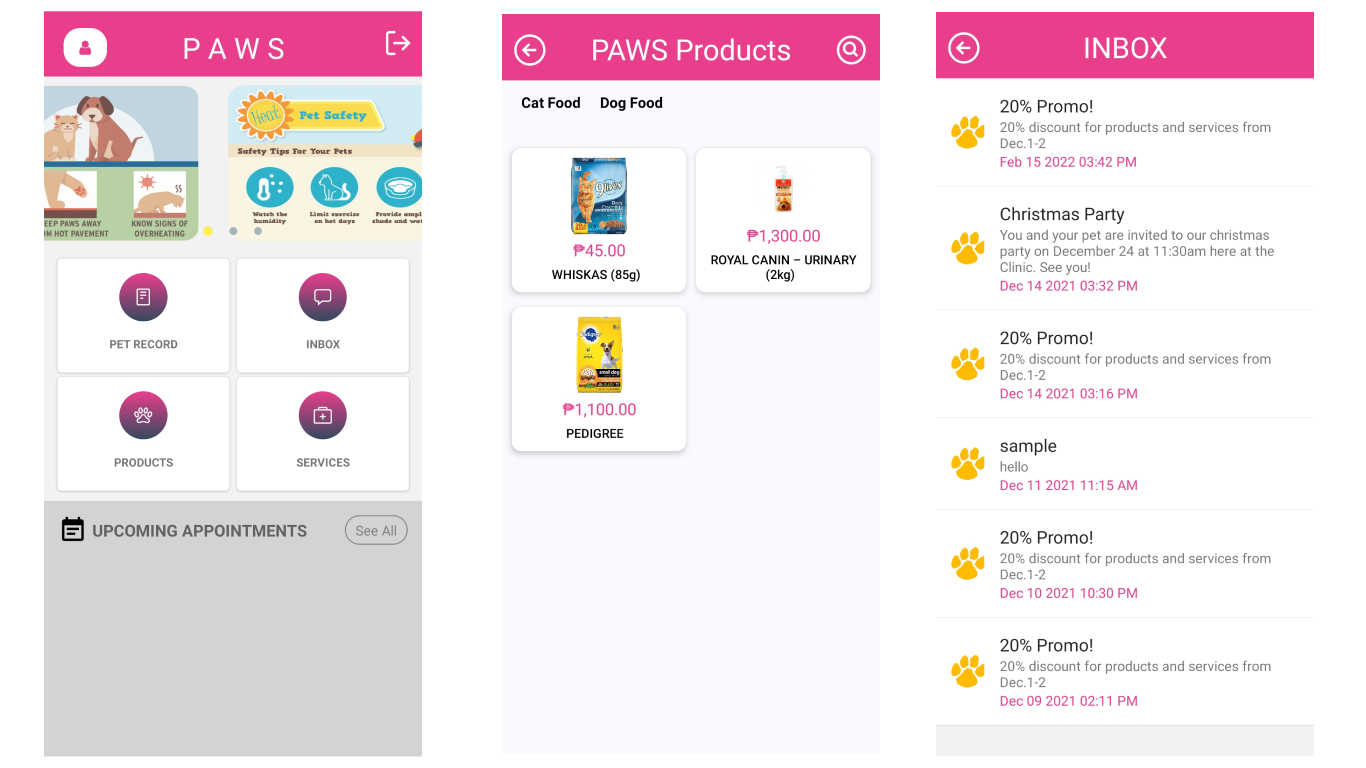 P A W S
Heat
Pet Safety
Safety Tips For Your Pets
EEP PAWS AWAY
M HOT PAVEMENT
KNOW SIGNS OF
OVERHEATING
Watch the
humidity
Limit exercise
on hot days
Provide ampl
shade and wa
PET RECORD
INBOX
PRODUCTS
SERVICES
UPCOMING APPOINTMENTS
See All
PAWS Products
Cat Food
Dog Food
9Lives
Daily
₱45.00
WHISKAS (85g)
₱1,300.00
ROYAL CANIN – URINARY
(2kg)
Pedigree
small dog
₱1,100.00
PEDIGREE
INBOX
20% Promo!
20% discount for products and services from
Dec.1-2
Feb 15 2022 03:42 PM
Christmas Party
You and your pet are invited to our christmas
party on December 24 at 11:30am here at the
Clinic. See you!
Dec 14 2021 03:32 PM
20% Promo!
20% discount for products and services from
Dec.1-2
Dec 14 2021 03:16 PM
sample
hello
Dec 11 2021 11:15 AM
20% Promo!
20% discount for products and services from
Dec.1-2
Dec 10 2021 10:30 PM
20% Promo!
20% discount for products and services from
Dec.1-2
Dec 09 2021 02:11 PM